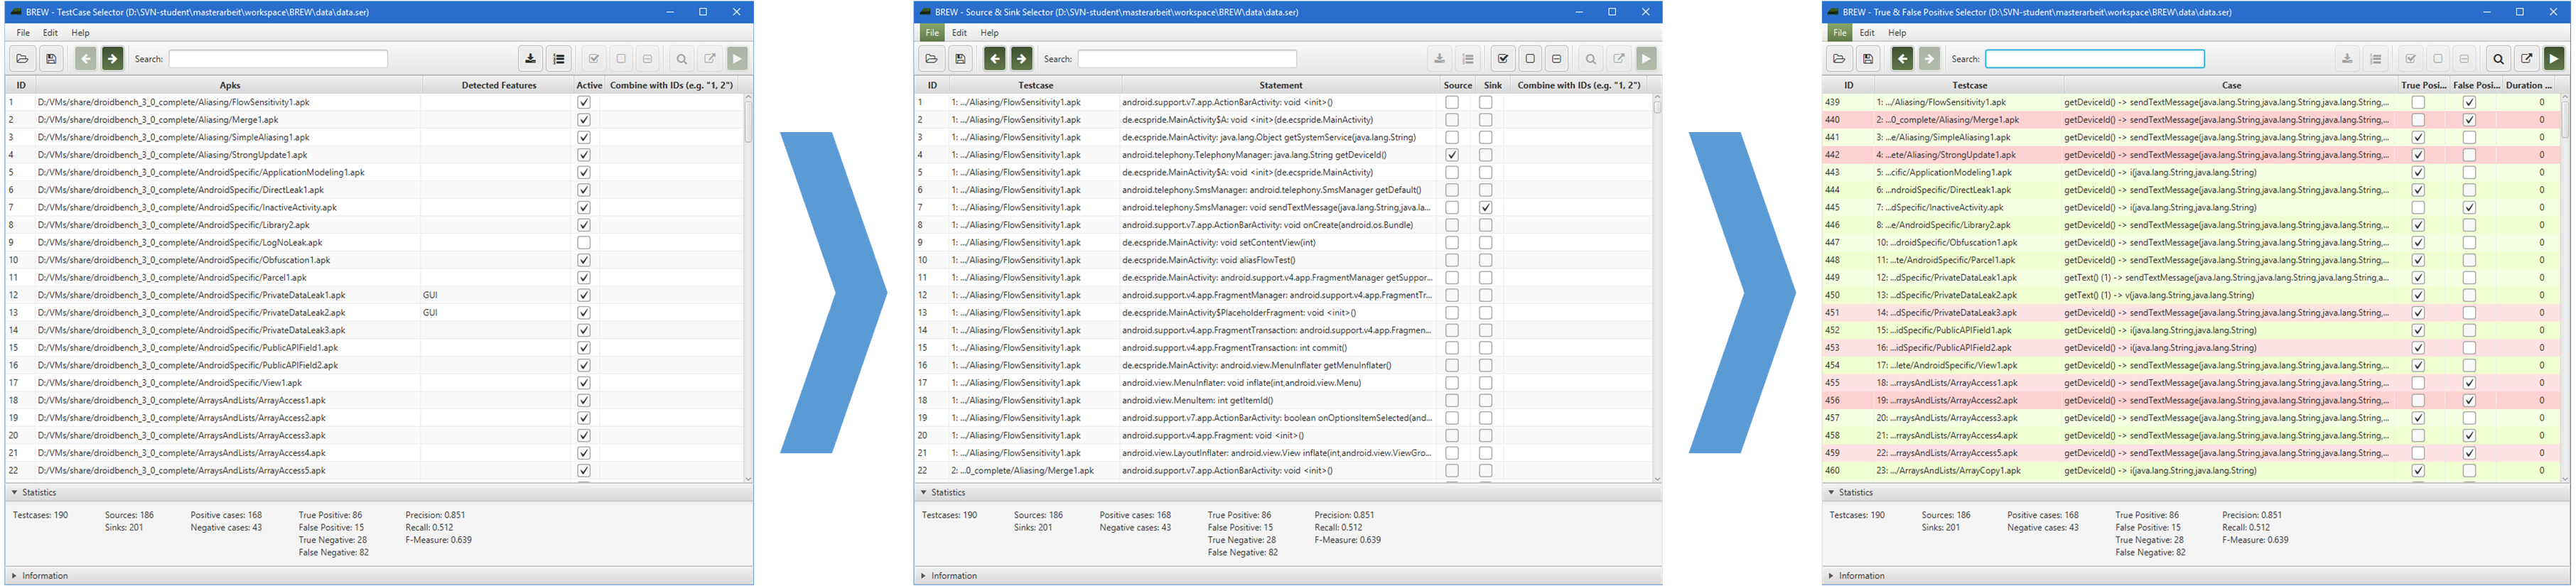 BREW - TestCase Selector (D:\SVN-student\masterarbeit\workspace\BREW\data\data.ser)
File Edit Help
Search:
ID Apks Detected Features Active Combine with IDs (e.g. "1, 2")
1 D:/VMs/share/droidbench_3_0_complete/Aliasing/FlowSensitivity1.apk
2 D:/VMs/share/droidbench_3_0_complete/Aliasing/Merge1.apk
3 D:/VMs/share/droidbench_3_0_complete/Aliasing/SimpleAliasing1.apk
4 D:/VMs/share/droidbench_3_0_complete/Aliasing/StrongUpdate1.apk
5 D:/VMs/share/droidbench_3_0_complete/AndroidSpecific/ApplicationModeling1.apk
6 D:/VMs/share/droidbench_3_0_complete/AndroidSpecific/DirectLeak1.apk
7 D:/VMs/share/droidbench_3_0_complete/AndroidSpecific/InactiveActivity.apk
8 D:/VMs/share/droidbench_3_0_complete/AndroidSpecific/Library2.apk
9 D:/VMs/share/droidbench_3_0_complete/AndroidSpecific/LogNoLeak.apk
10 D:/VMs/share/droidbench_3_0_complete/AndroidSpecific/Obfuscation1.apk
11 D:/VMs/share/droidbench_3_0_complete/AndroidSpecific/Parcel1.apk
12 D:/VMs/share/droidbench_3_0_complete/AndroidSpecific/PrivateDataLeak1.apk GUI
13 D:/VMs/share/droidbench_3_0_complete/AndroidSpecific/PrivateDataLeak2.apk GUI
14 D:/VMs/share/droidbench_3_0_complete/AndroidSpecific/PrivateDataLeak3.apk
15 D:/VMs/share/droidbench_3_0_complete/AndroidSpecific/PublicAPIField1.apk
16 D:/VMs/share/droidbench_3_0_complete/AndroidSpecific/PublicAPIField2.apk
17 D:/VMs/share/droidbench_3_0_complete/AndroidSpecific/View1.apk
18 D:/VMs/share/droidbench_3_0_complete/ArraysAndLists/ArrayAccess1.apk
19 D:/VMs/share/droidbench_3_0_complete/ArraysAndLists/ArrayAccess2.apk
20 D:/VMs/share/droidbench_3_0_complete/ArraysAndLists/ArrayAccess3.apk
21 D:/VMs/share/droidbench_3_0_complete/ArraysAndLists/ArrayAccess4.apk
22 D:/VMs/share/droidbench_3_0_complete/ArraysAndLists/ArrayAccess5.apk
Statistics
Testcases: 190 Sources: 186 Positive cases: 168 True Positive: 86 Precision: 0.851
Sinks: 201 Negative cases: 43 False Positive: 15 Recall: 0.512
True Negative: 28 F-Measure: 0.639
False Negative: 82
Information
BREW - Source & Sink Selector (D:\SVN-student\masterarbeit\workspace\BREW\data\data.ser)
File Edit Help
Search:
ID Testcase Statement Source Sink Combine with IDs (e.g. "1, 2")
1 1: .../Aliasing/FlowSensitivity1.apk android.support.v7.app.ActionBarActivity: void <init>()
2 1: .../Aliasing/FlowSensitivity1.apk de.ecspride.MainActivity$A: void <init>(de.ecspride.MainActivity)
3 1: .../Aliasing/FlowSensitivity1.apk de.ecspride.MainActivity: java.lang.Object getSystemService(java.lang.String)
4 1: .../Aliasing/FlowSensitivity1.apk android.telephony.TelephonyManager: java.lang.String getDeviceId()
5 1: .../Aliasing/FlowSensitivity1.apk de.ecspride.MainActivity$A: void <init>(de.ecspride.MainActivity)
6 1: .../Aliasing/FlowSensitivity1.apk android.telephony.SmsManager: android.telephony.SmsManager getDefault()
7 1: .../Aliasing/FlowSensitivity1.apk android.telephony.SmsManager: void sendTextMessage(java.lang.String,java.la...
8 1: .../Aliasing/FlowSensitivity1.apk android.support.v7.app.ActionBarActivity: void onCreate(android.os.Bundle)
9 1: .../Aliasing/FlowSensitivity1.apk de.ecspride.MainActivity: void setContentView(int)
10 1: .../Aliasing/FlowSensitivity1.apk de.ecspride.MainActivity: void aliasFlowTest()
11 1: .../Aliasing/FlowSensitivity1.apk de.ecspride.MainActivity: android.support.v4.app.FragmentManager getSuppor...
12 1: .../Aliasing/FlowSensitivity1.apk android.support.v4.app.FragmentManager: android.support.v4.app.FragmentTr...
13 1: .../Aliasing/FlowSensitivity1.apk de.ecspride.MainActivity$PlaceholderFragment: void <init>()
14 1: .../Aliasing/FlowSensitivity1.apk android.support.v4.app.FragmentTransaction: android.support.v4.app.Fragmen...
15 1: .../Aliasing/FlowSensitivity1.apk android.support.v4.app.FragmentTransaction: int commit()
16 1: .../Aliasing/FlowSensitivity1.apk de.ecspride.MainActivity: android.view.MenuInflater getMenuInflater()
17 1: .../Aliasing/FlowSensitivity1.apk android.view.MenuInflater: void inflate(int,android.view.Menu)
18 1: .../Aliasing/FlowSensitivity1.apk android.view.MenuItem: int getItemId()
19 1: .../Aliasing/FlowSensitivity1.apk android.support.v7.app.ActionBarActivity: boolean onOptionsItemSelected(and...
20 1: .../Aliasing/FlowSensitivity1.apk android.support.v4.app.Fragment: void <init>()
21 1: .../Aliasing/FlowSensitivity1.apk android.view.LayoutInflater: android.view.View inflate(int,android.view.ViewGro...
22 2: ...0_complete/Aliasing/Merge1.apk android.support.v7.app.ActionBarActivity: void <init>()
Statistics
Testcases: 190 Sources: 186 Positive cases: 168 True Positive: 86 Precision: 0.851
Sinks: 201 Negative cases: 43 False Positive: 15 Recall: 0.512
True Negative: 28 F-Measure: 0.639
False Negative: 82
Information
BREW - True & False Positive Selector (D:\SVN-student\masterarbeit\workspace\BREW\data\data.ser)
File Edit Help
Search:
ID Testcase Case True Posi... False Posi... Duration ...
439 1: .../Aliasing/FlowSensitivity1.apk getDeviceId() -> sendTextMessage(java.lang.String,java.lang.String,java.lang.String,... 0
440 2: ...0_complete/Aliasing/Merge1.apk getDeviceId() -> sendTextMessage(java.lang.String,java.lang.String,java.lang.String,... 0
441 3: ...e/Aliasing/SimpleAliasing1.apk getDeviceId() -> sendTextMessage(java.lang.String,java.lang.String,java.lang.String,... 0
442 4: ...ete/Aliasing/StrongUpdate1.apk getDeviceId() -> sendTextMessage(java.lang.String,java.lang.String,java.lang.String,... 0
443 5: ...cific/ApplicationModeling1.apk getDeviceId() -> i(java.lang.String,java.lang.String) 0
444 6: ...ndroidSpecific/DirectLeak1.apk getDeviceId() -> sendTextMessage(java.lang.String,java.lang.String,java.lang.String,... 0
445 7: ...dSpecific/InactiveActivity.apk getDeviceId() -> i(java.lang.String,java.lang.String) 0
446 8: ...e/AndroidSpecific/Library2.apk getDeviceId() -> sendTextMessage(java.lang.String,java.lang.String,java.lang.String,... 0
447 10: ...droidSpecific/Obfuscation1.apk getDeviceId() -> sendTextMessage(java.lang.String,java.lang.String,java.lang.String,... 0
448 11: ...te/AndroidSpecific/Parcel1.apk getDeviceId() -> sendTextMessage(java.lang.String,java.lang.String,java.lang.String,... 0
449 12: ...dSpecific/PrivateDataLeak1.apk getText() (1) -> sendTextMessage(java.lang.String,java.lang.String,java.lang.String,a... 0
450 13: ...dSpecific/PrivateDataLeak2.apk getText() (1) -> v(java.lang.String,java.lang.String) 0
451 14: ...dSpecific/PrivateDataLeak3.apk getDeviceId() -> sendTextMessage(java.lang.String,java.lang.String,java.lang.String,... 0
452 15: ...idSpecific/PublicAPIField1.apk getDeviceId() -> i(java.lang.String,java.lang.String) 0
453 16: ...idSpecific/PublicAPIField2.apk getDeviceId() -> i(java.lang.String,java.lang.String) 0
454 17: ...lete/AndroidSpecific/View1.apk getDeviceId() -> sendTextMessage(java.lang.String,java.lang.String,java.lang.String,... 0
455 18: ...rraysAndLists/ArrayAccess1.apk getDeviceId() -> sendTextMessage(java.lang.String,java.lang.String,java.lang.String,... 0
456 19: ...rraysAndLists/ArrayAccess2.apk getDeviceId() -> sendTextMessage(java.lang.String,java.lang.String,java.lang.String,... 0
457 20: ...rraysAndLists/ArrayAccess3.apk getDeviceId() -> sendTextMessage(java.lang.String,java.lang.String,java.lang.String,... 0
458 21: ...rraysAndLists/ArrayAccess4.apk getDeviceId() -> sendTextMessage(java.lang.String,java.lang.String,java.lang.String,... 0
459 22: ...rraysAndLists/ArrayAccess5.apk getDeviceId() -> sendTextMessage(java.lang.String,java.lang.String,java.lang.String,... 0
460 23: .../ArraysAndLists/ArrayCopy1.apk getDeviceId() -> i(java.lang.String,java.lang.String) 0
Statistics
Testcases: 190 Sources: 186 Positive cases: 168 True Positive: 86 Precision: 0.851
Sinks: 201 Negative cases: 43 False Positive: 15 Recall: 0.512
True Negative: 28 F-Measure: 0.639
False Negative: 82
Information